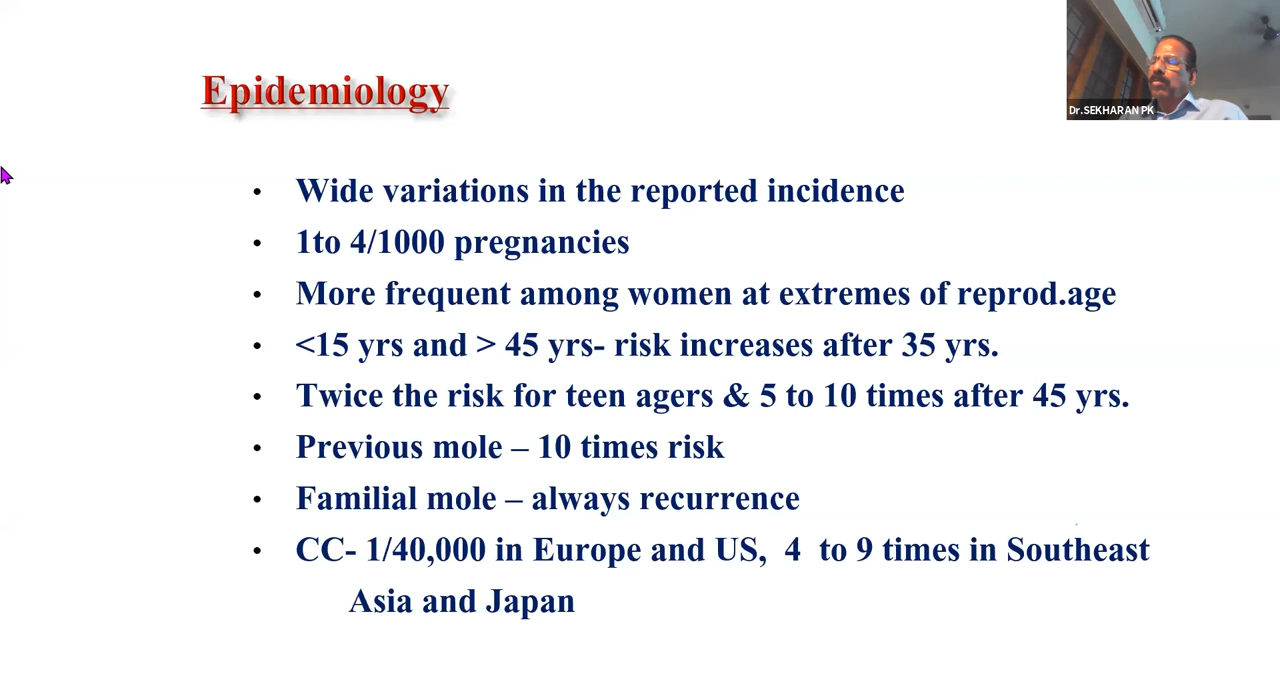 Epidemiology
Dr.SEKHARAN PK
• Wide variations in the reported incidence
• 1to 4/1000 pregnancies
• More frequent among women at extremes of reprod.age
• <15 yrs and > 45 yrs- risk increases after 35 yrs.
• Twice the risk for teen agers & 5 to 10 times after 45 yrs.
• Previous mole – 10 times risk
• Familial mole – always recurrence
• CC- 1/40,000 in Europe and US, 4 to 9 times in Southeast
Asia and Japan